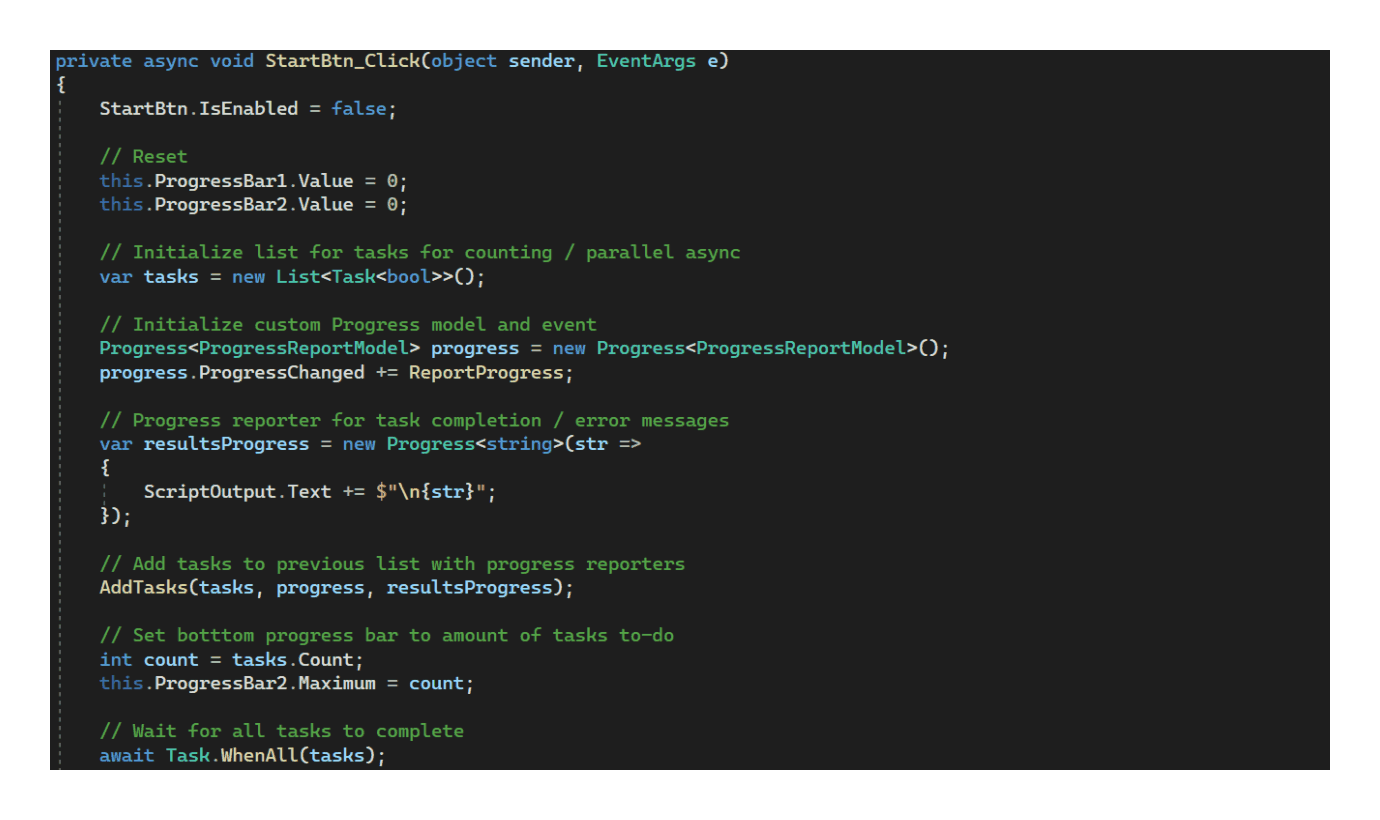 private async void StartBtn_Click(object sender, EventArgs e)
{
StartBtn.IsEnabled = false;
// Reset
this.ProgressBar1.Value = 0;
this.ProgressBar2.Value = 0;
// Initialize list for tasks for counting / parallel async
var tasks = new List<Task<bool>>();
// Initialize custom Progress model and event
Progress<ProgressReportModel> progress = new Progress<ProgressReportModel>();
progress.ProgressChanged += ReportProgress;
// Progress reporter for task completion / error messages
var resultsProgress = new Progress<string>(str =>
{
ScriptOutput.Text += $"\n{str}";
});
// Add tasks to previous list with progress reporters
AddTasks(tasks, progress, resultsProgress);
// Set botttom progress bar to amount of tasks to-do
int count = tasks.Count;
this.ProgressBar2.Maximum = count;
// Wait for all tasks to complete
await Task.WhenAll(tasks);